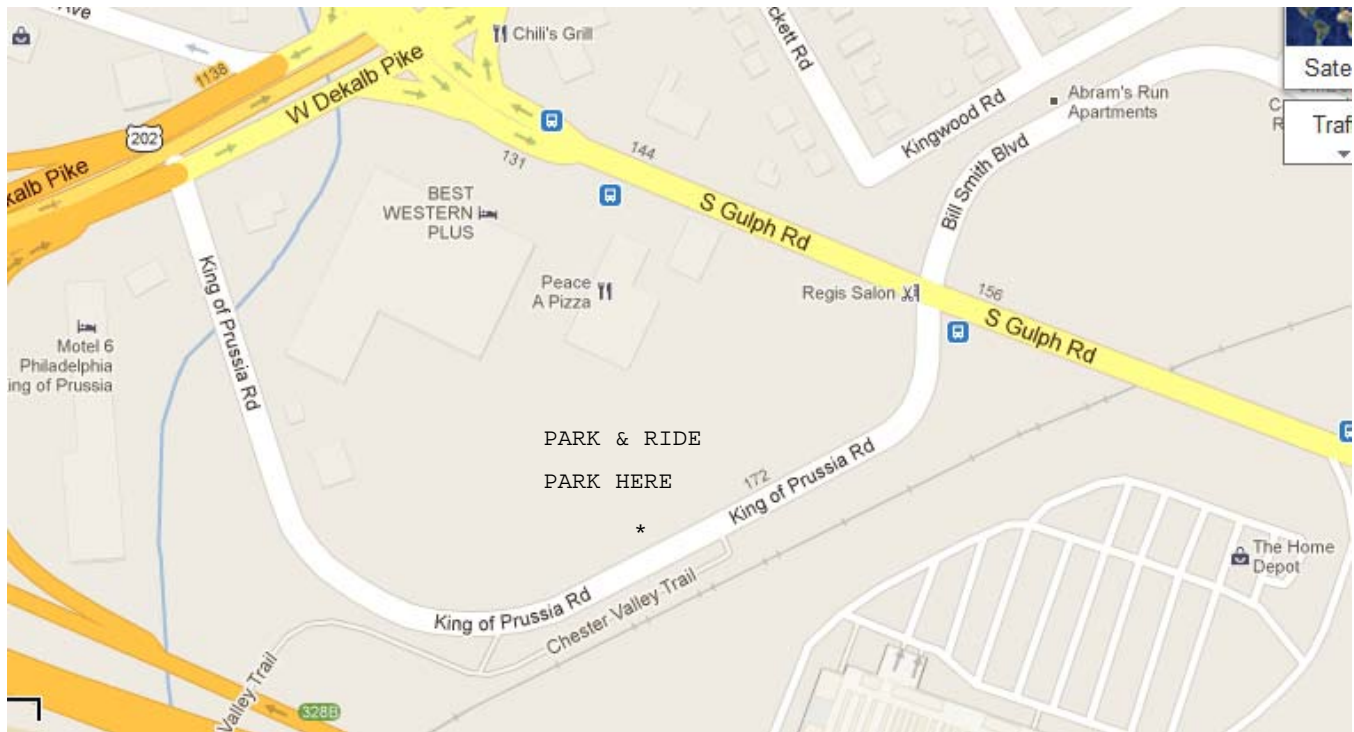 Ave
Chili's Grill
ckett Rd
Sate
1138
W Dekalb Pike
Abram's Run
Apartments
202
Traff
Kingwood Rd
144
131
kalb Pike
BEST
WESTERN
PLUS
S Gulph Rd
Bill Smith Blvd
King of Prussia Rd
Peace
A Pizza
Regis Salon
156
S Gulph Rd
Motel 6
Philadelphia
ing of Prussia
PARK & RIDE
PARK HERE
172
King of Prussia Rd
*
The Home
Depot
King of Prussia Rd
Chester Valley Trail
Valley Trail
328B